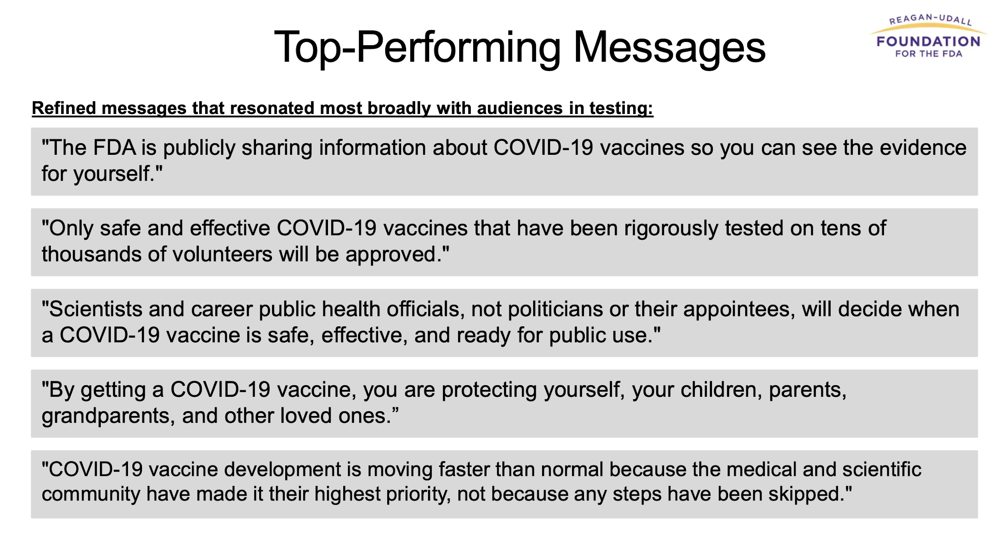 REAGAN-UDALL
FOUNDATION
FOR THE FDA
Top-Performing Messages
Refined messages that resonated most broadly with audiences in testing:
"The FDA is publicly sharing information about COVID-19 vaccines so you can see the evidence
for yourself."
"Only safe and effective COVID-19 vaccines that have been rigorously tested on tens of
thousands of volunteers will be approved."
"Scientists and career public health officials, not politicians or their appointees, will decide when
a COVID-19 vaccine is safe, effective, and ready for public use."
"By getting a COVID-19 vaccine, you are protecting yourself, your children, parents,
grandparents, and other loved ones.”
"COVID-19 vaccine development is moving faster than normal because the medical and scientific
community have made it their highest priority, not because any steps have been skipped."